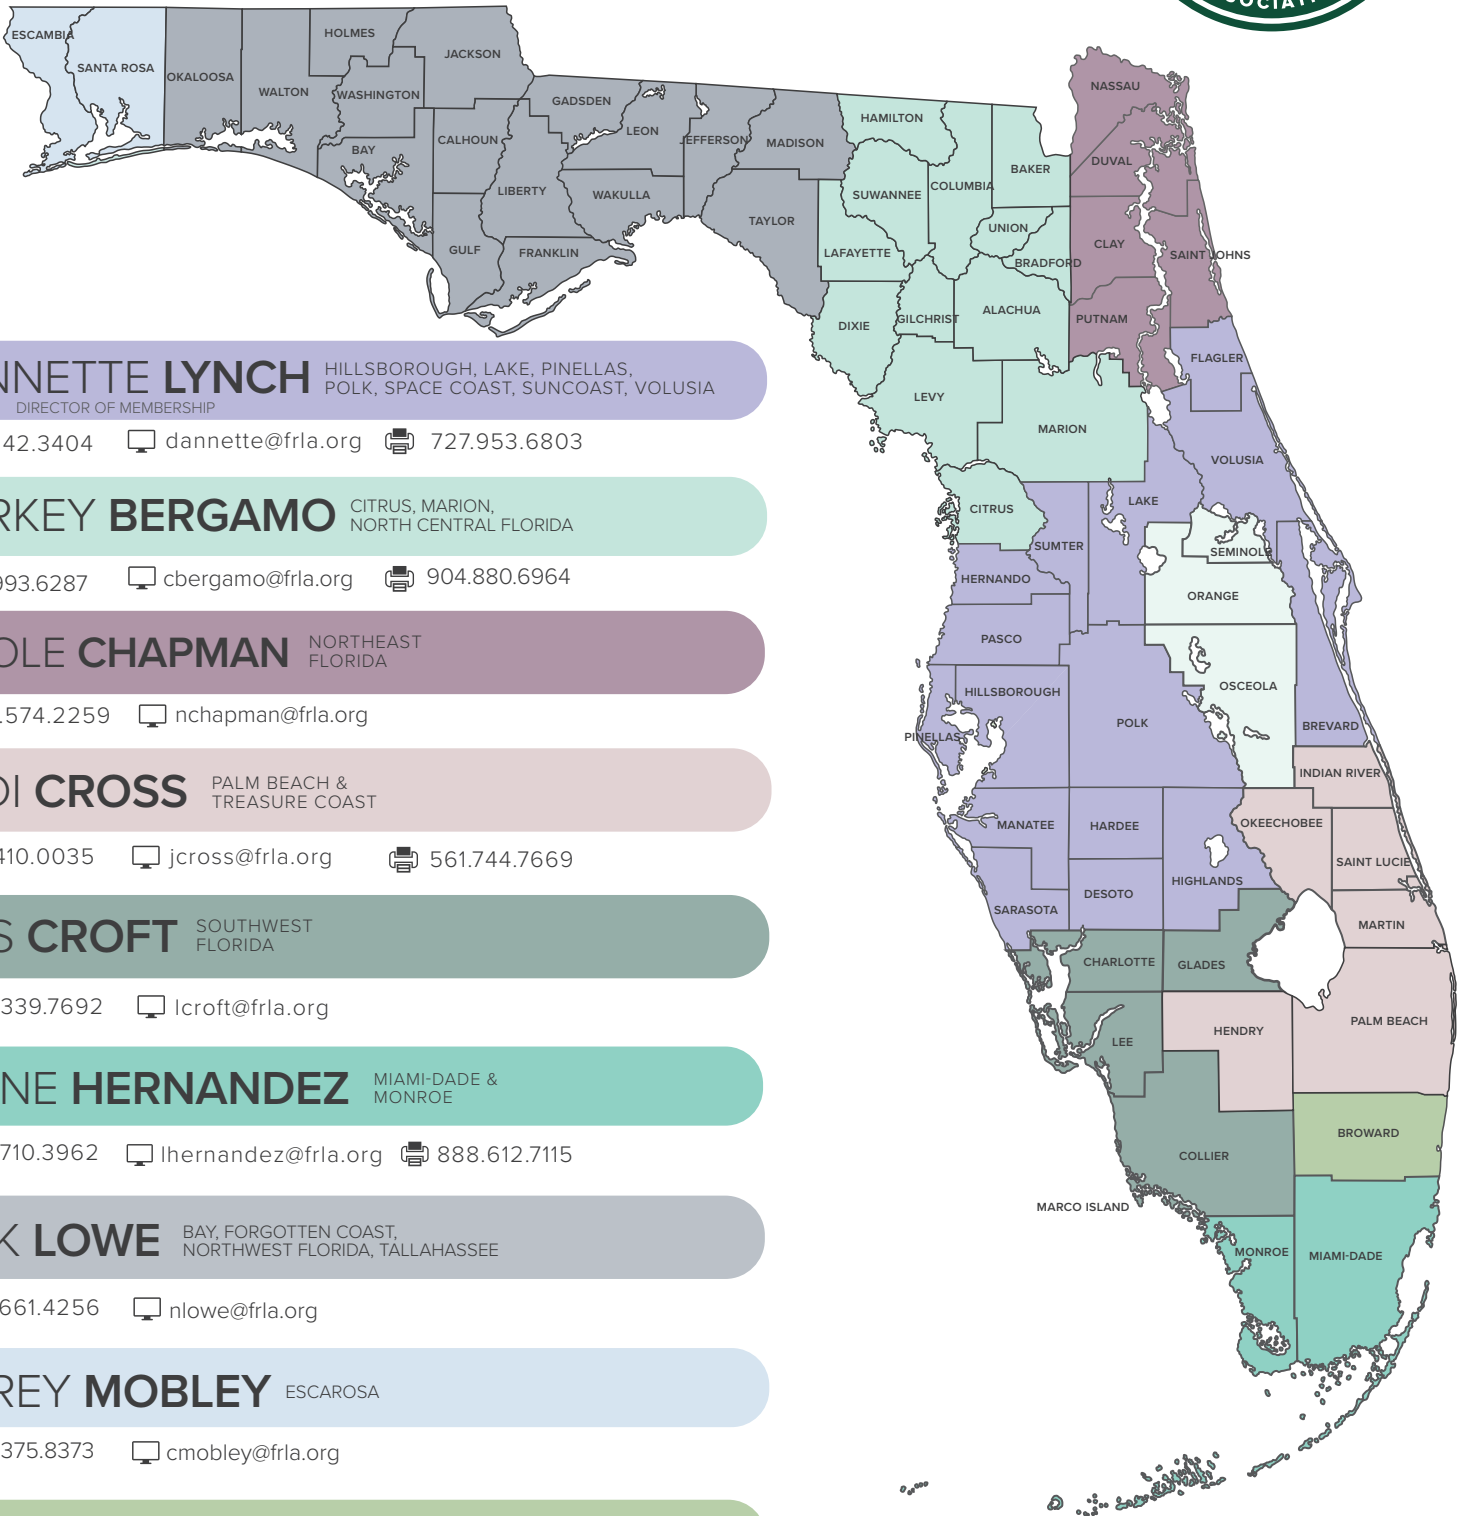 ESCAMBIA
SANTA ROSA
OKALOOSA
WALTON
HOLMES
WASHINGTON
JACKSON
BAY
CALHOUN
GULF
LIBERTY
GADSDEN
FRANKLIN
LEON
WAKULLA
JEFFERSON
MADISON
TAYLOR
HAMILTON
SUWANNEE
LAFAYETTE
COLUMBIA
BAKER
UNION
BRADFORD
DIXIE
GILCHRIST
ALACHUA
NASSAU
DUVAL
CLAY
SAINT JOHNS
PUTNAM
FLAGLER
LEVY
MARION
VOLUSIA
CITRUS
SUMTER
LAKE
SEMINOLE
HERNANDO
ORANGE
PASCO
OSCEOLA
HILLSBOROUGH
PINELLAS
POLK
BREVARD
INDIAN RIVER
MANATEE
HARDEE
OKEECHOBEE
SAINT LUCIE
HIGHLANDS
DESOTO
SARASOTA
MARTIN
CHARLOTTE
GLADES
PALM BEACH
HENDRY
LEE
BROWARD
COLLIER
MARCO ISLAND
MONROE
MIAMI-DADE
NNETTE LYNCH HILLSBOROUGH, LAKE, PINELLAS,
POLK, SPACE COAST, SUNCOAST, VOLUSIA
DIRECTOR OF MEMBERSHIP
42.3404 dannette@frla.org 727.953.6803
RKEY BERGAMO CITRUS, MARION,
NORTH CENTRAL FLORIDA
993.6287 cbergamo@frla.org 904.880.6964
OLE CHAPMAN NORTHEAST
FLORIDA
.574.2259 nchapman@frla.org
DI CROSS PALM BEACH &
TREASURE COAST
410.0035 jcross@frla.org 561.744.7669
S CROFT SOUTHWEST
FLORIDA
339.7692 lcroft@frla.org
NE HERNANDEZ MIAMI-DADE &
MONROE
710.3962 lhernandez@frla.org 888.612.7115
K LOWE BAY, FORGOTTEN COAST,
NORTHWEST FLORIDA, TALLAHASSEE
661.4256 nlowe@frla.org
REY MOBLEY ESCAROSA
375.8373 cmobley@frla.org